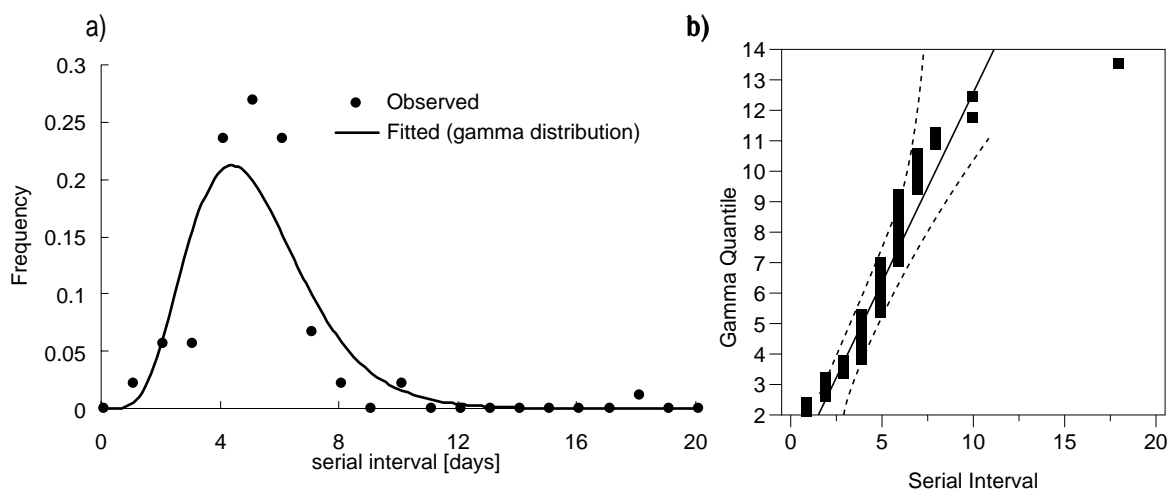 a)
0.3
0.25
0.2
0.15
0.1
0.05
0
Frequency
Observed
Fitted (gamma distribution)
0 4 8 12 16 20
serial interval [days]
b)
14
13
12
11
10
9
8
7
6
5
4
3
2
Gamma Quantile
0 5 10 15 20
Serial Interval